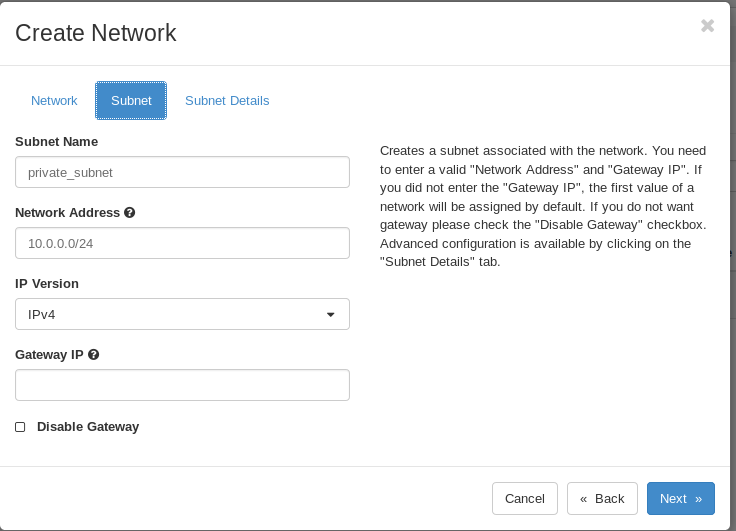 Create Network
Network
Subnet
Subnet Details
Subnet Name
private_subnet
Network Address
10.0.0.0/24
IP Version
IPv4
Gateway IP
Disable Gateway
Creates a subnet associated with the network. You need
to enter a valid "Network Address" and "Gateway IP". If
you did not enter the "Gateway IP", the first value of a
network will be assigned by default. If you do not want
gateway please check the "Disable Gateway" checkbox.
Advanced configuration is available by clicking on the
"Subnet Details" tab.
Cancel
« Back
Next »